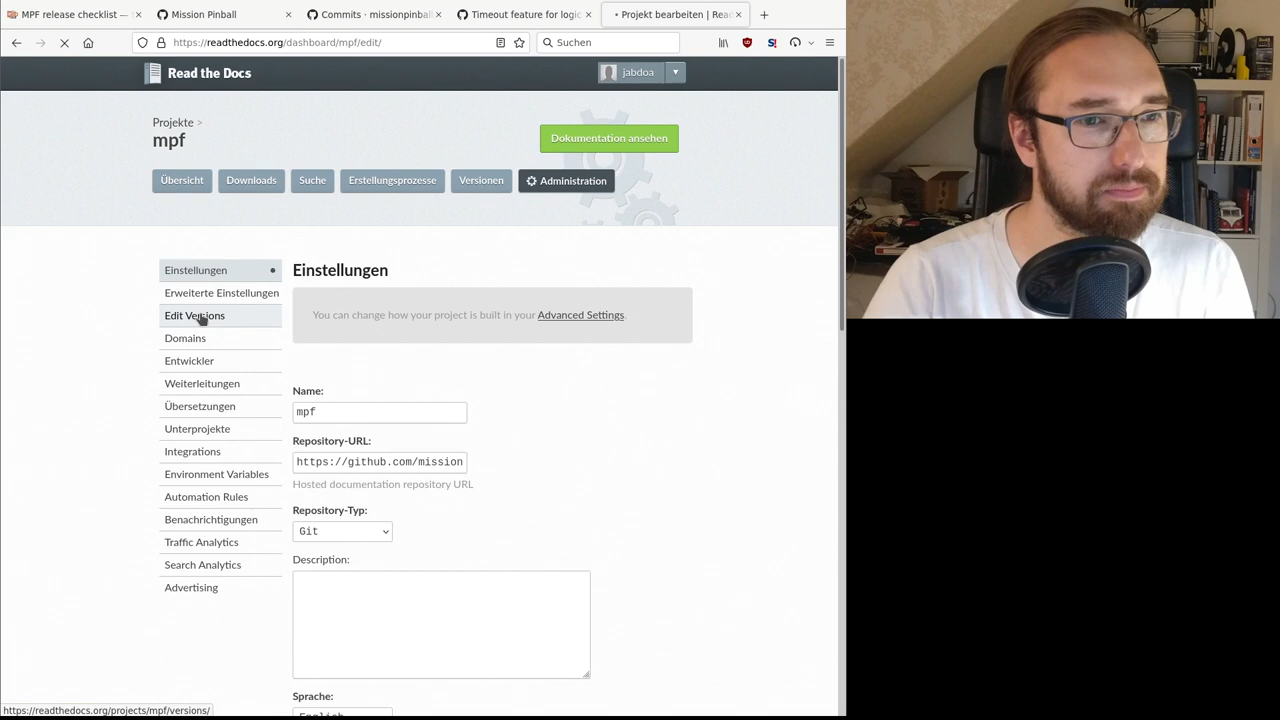 MPF release checklist —
Mission Pinball
Commits · missionpinball
Timeout feature for logic
Projekt bearbeiten | Rea
https://readthedocs.org/dashboard/mpf/edit/
Suchen
Read the Docs
jabdoa
Projekte >
mpf
Dokumentation ansehen
Übersicht
Downloads
Suche
Erstellungsprozesse
Versionen
Administration
Einstellungen
Erweiterte Einstellungen
Edit Versions
Domains
Entwickler
Weiterleitungen
Übersetzungen
Unterprojekte
Integrations
Environment Variables
Automation Rules
Benachrichtigungen
Traffic Analytics
Search Analytics
Advertising
Einstellungen
You can change how your project is built in your Advanced Settings.
Name:
mpf
Repository-URL:
https://github.com/mission
Hosted documentation repository URL
Repository-Typ:
Git
Description:
Sprache:
English
https://readthedocs.org/projects/mpf/versions/